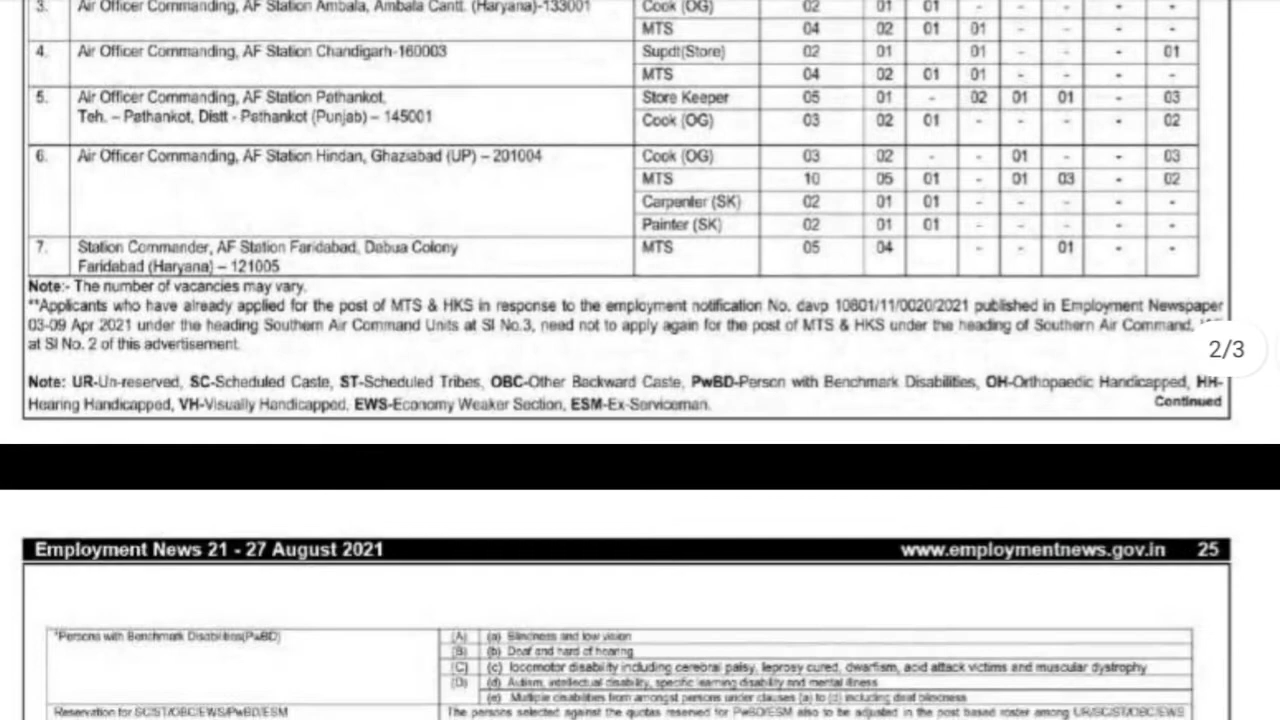 3. Air Officer Commanding, AF Station Ambala, Ambala Cantt. (Haryana)-133001 Cook (OG) 02 01 01 - - - - -
MTS 04 02 01 01 - - - -
4. Air Officer Commanding, AF Station Chandigarh-160003 Supdt(Store) 02 01 01 - - - 01
MTS 04 02 01 01 - - - -
5. Air Officer Commanding, AF Station Pathankot, Store Keeper 05 01 - 02 01 01 - 03
Teh. – Pathankot, Distt - Pathankot (Punjab) – 145001 Cook (OG) 03 02 01 - - - - 02
6. Air Officer Commanding, AF Station Hindan, Ghaziabad (UP) – 201004 Cook (OG) 03 02 - - 01 - - 03
MTS 10 05 01 - 01 03 - 02
Carpenter (SK) 02 01 01 - - - - -
Painter (SK) 02 01 01 - - - - -
7. Station Commander, AF Station Faridabad, Dabua Colony MTS 05 04 - - 01 - -
Faridabad (Haryana) – 121005
Note:- The number of vacancies may vary.
**Applicants who have already applied for the post of MTS & HKS in response to the employment notification No. davp 10801/11/0020/2021 published in Employment Newspaper
03-09 Apr 2021 under the heading Southern Air Command Units at Sl No.3, need not to apply again for the post of MTS & HKS under the heading of Southern Air Command,
at Sl No. 2 of this advertisement.
2/3
Note: UR-Un-reserved, SC-Scheduled Caste, ST-Scheduled Tribes, OBC-Other Backward Caste, PwBD-Person with Benchmark Disabilities, OH-Orthopaedic Handicapped, HH-
Hearing Handicapped, VH-Visually Handicapped, EWS-Economy Weaker Section, ESM-Ex-Serviceman. Continued
Employment News 21 - 27 August 2021 www.employmentnews.gov.in 25
*Persons with Benchmark Disabilities(PwBD) (A) (a) Blindness and low vision
(B) (b) Deaf and hard of hearing
(C) (c) locomotor disability including cerebral palsy, leprosy cured, dwarfism, acid attack victims and muscular dystrophy
(D) (d) Autism, intellectual disability, specific learning disability and mental illness
(e) Multiple disabilities from amongst persons under clauses (a) to (d) including deaf blindness
Reservation for SC/ST/OBC/EWS/PwBD/ESM The persons selected against the quotas reserved for PwBD/ESM also to be adjusted in the post based roster among UR/SC/ST/OBC/EWS